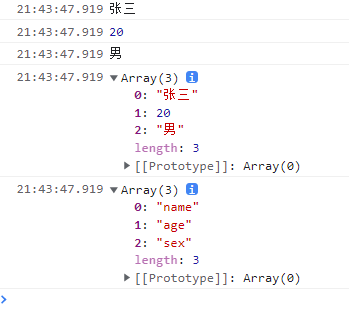 21:43:47.919 张三
21:43:47.919 20
21:43:47.919 男
21:43:47.919 ▼Array(3) i
0: "张三"
1: 20
2: "男"
length: 3
▶[[Prototype]]: Array(0)
21:43:47.919 ▼Array(3) i
0: "name"
1: "age"
2: "sex"
length: 3
▶[[Prototype]]: Array(0)
>